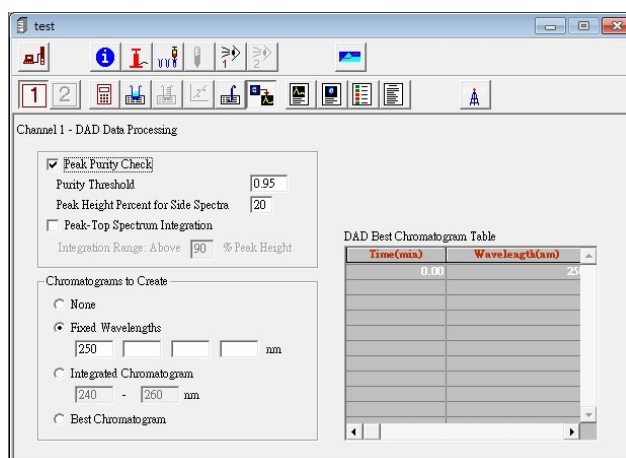 test
1 2
1 2
Channel 1 - DAD Data Processing
Peak Purity Check
Purity Threshold 0.95
Peak Height Percent for Side Spectra 20
Peak-Top Spectrum Integration
Integration Range: Above 90 % Peak Height
Chromatograms to Create
None
Fixed Wavelengths
250 nm
Integrated Chromatogram
240 - 260 nm
Best Chromatogram
DAD Best Chromatogram Table
Time(min) Wavelength(nm)
0.00